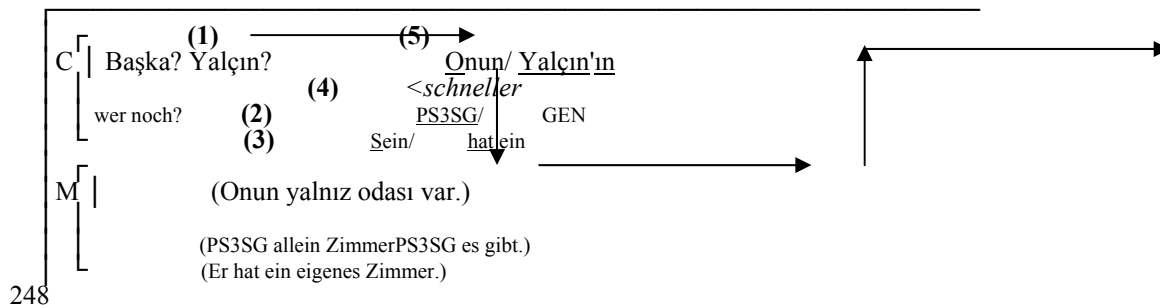 (1) (5)
C Başka? Yalçın? Onun/ Yalçın'ın
(4) <schneller
wer noch? (2) PS3SG/ GEN
(3) Sein/ hat ein
M (Onun yalnız odası var.)
(PS3SG allein ZimmerPS3SG es gibt.)
(Er hat ein eigenes Zimmer.)
248